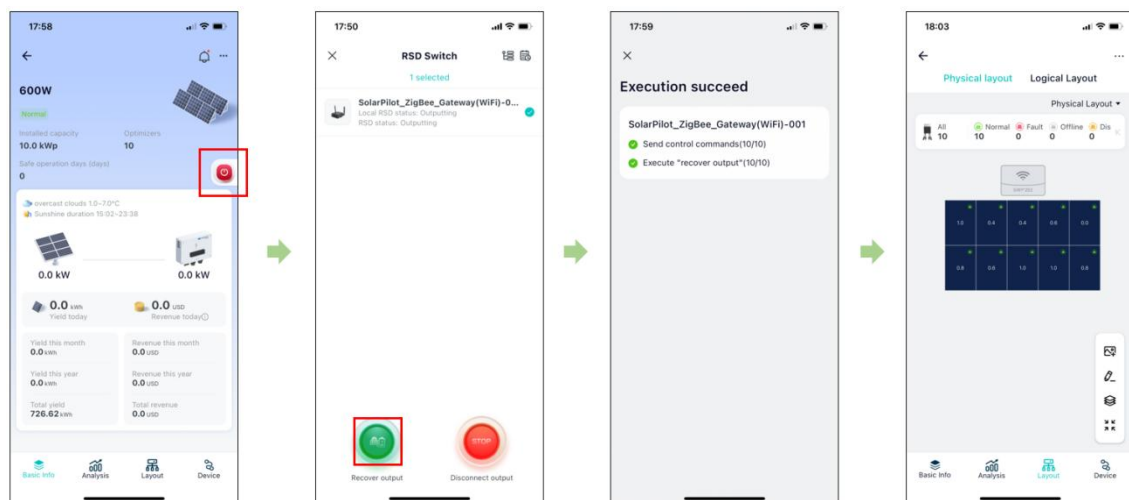 17:58
600W
Normal
Installed capacity
Optimizers
10.0 kWp
10
Safe operation days (days)
0
overcast clouds 1.0~7.0°C
Sunshine duration 15:02~23:38
0.0 kW
0.0 kW
0.0 kWh
Yield today
0.0 USD
Revenue today
Yield this month
0.0 kWh
Revenue this month
0.0 USD
Yield this year
0.0 kWh
Revenue this year
0.0 USD
Total yield
726.62 kWh
Total revenue
0.0 USD
Basic Info
Analysis
Layout
Device
17:50
RSD Switch
1 selected
SolarPilot_ZigBee_Gateway(WiFi)-0...
Local RSD status: Outputting
RSD status: Outputting
STOP
Recover output
Disconnect output
17:59
Execution succeed
SolarPilot_ZigBee_Gateway(WiFi)-001
Send control commands(10/10)
Execute "recover output"(10/10)
18:03
Physical layout
Logical Layout
Physical Layout
All
10
Normal
10
Fault
0
Offline
0
Dis
0
1.0
0.4
0.4
0.8
0.0
0.8
0.8
1.0
1.0
0.8
Basic Info
Analysis
Layout
Device